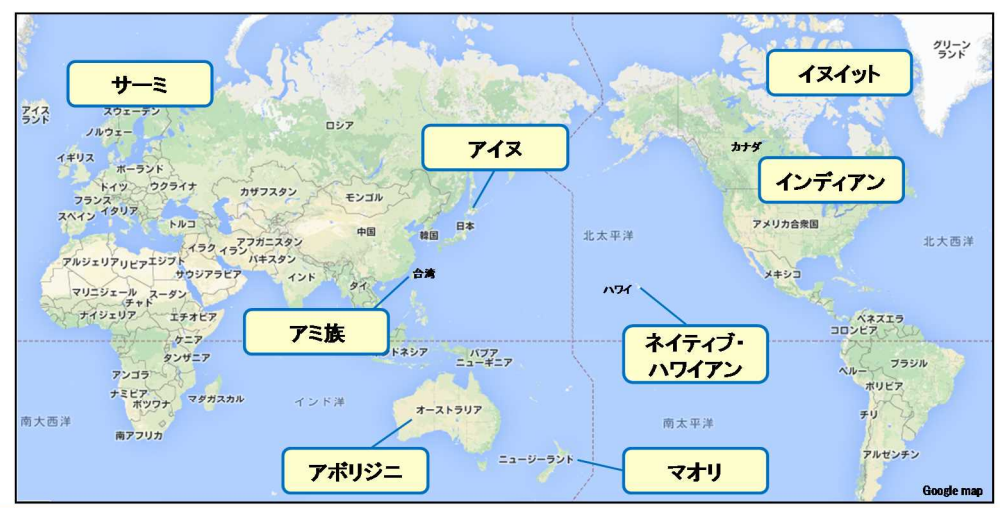 グリーン
ランド
サーミ
イヌイット
アイス
ランド
スウェーデン
ロシア
ノルウェー
アイヌ
カナダ
イギリス
ポーランド
インディアン
ドイツ
ウクライナ
カザフスタン
モンゴル
フランス
スペイン
イタリア
日本
アメリカ合衆国
トルコ
中国
韓国
北太平洋
北大西洋
イラク
イラン
アフガニスタン
パキスタン
アルジェリア
リビア
エジプト
サウジアラビア
インド
台湾
メキシコ
タイ
ハワイ
マリ
ニジェール
スーダン
チャド
ナイジェリア
エチオピア
ベネズエラ
コロンビア
アミ族
ネイティブ・
ハワイアン
ケニア
ドネシア
パプア
ニューギニア
タンザニア
ペルー
ブラジル
アンゴラ
ボリビア
ナミビア
ボツワナ
マダガスカル
インド洋
オーストラリア
チリ
南大西洋
南太平洋
南アフリカ
アルゼンチン
ニュージーランド
アボリジニ
マオリ
Google map